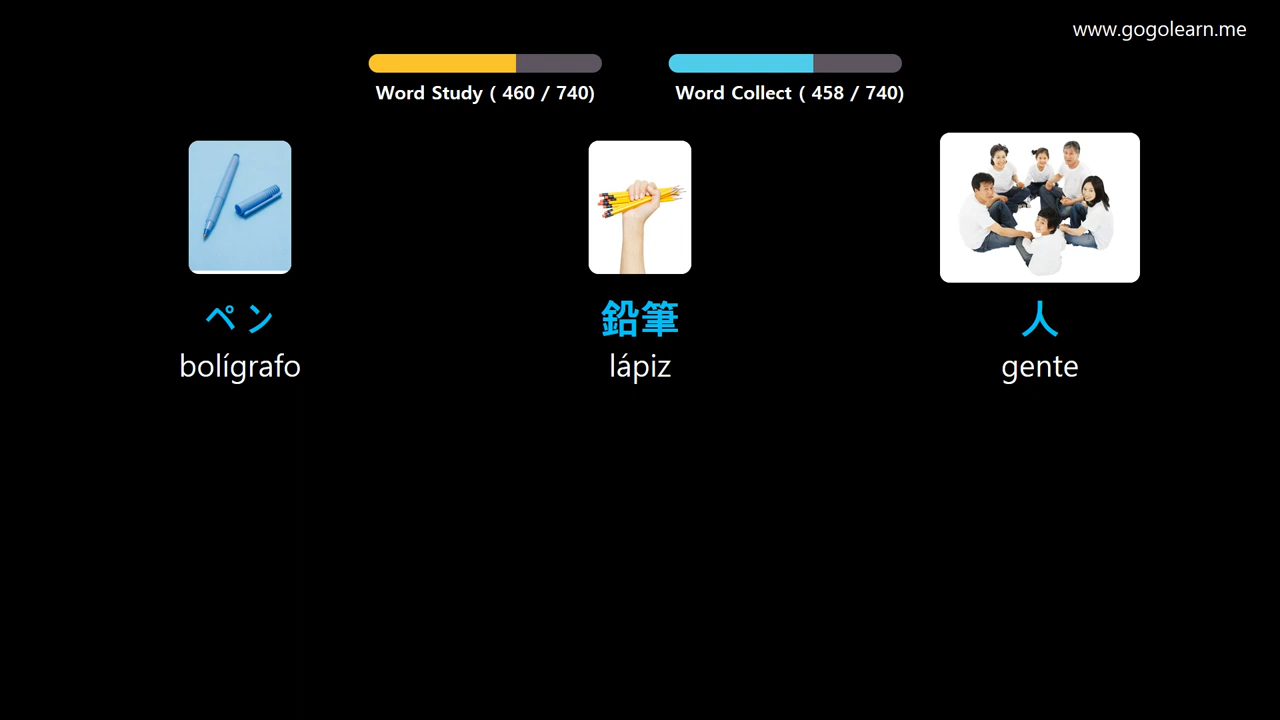 www.gogolearn.me
Word Study ( 460 / 740)
Word Collect ( 458 / 740)
ペン
鉛筆
人
bolígrafo
lápiz
gente